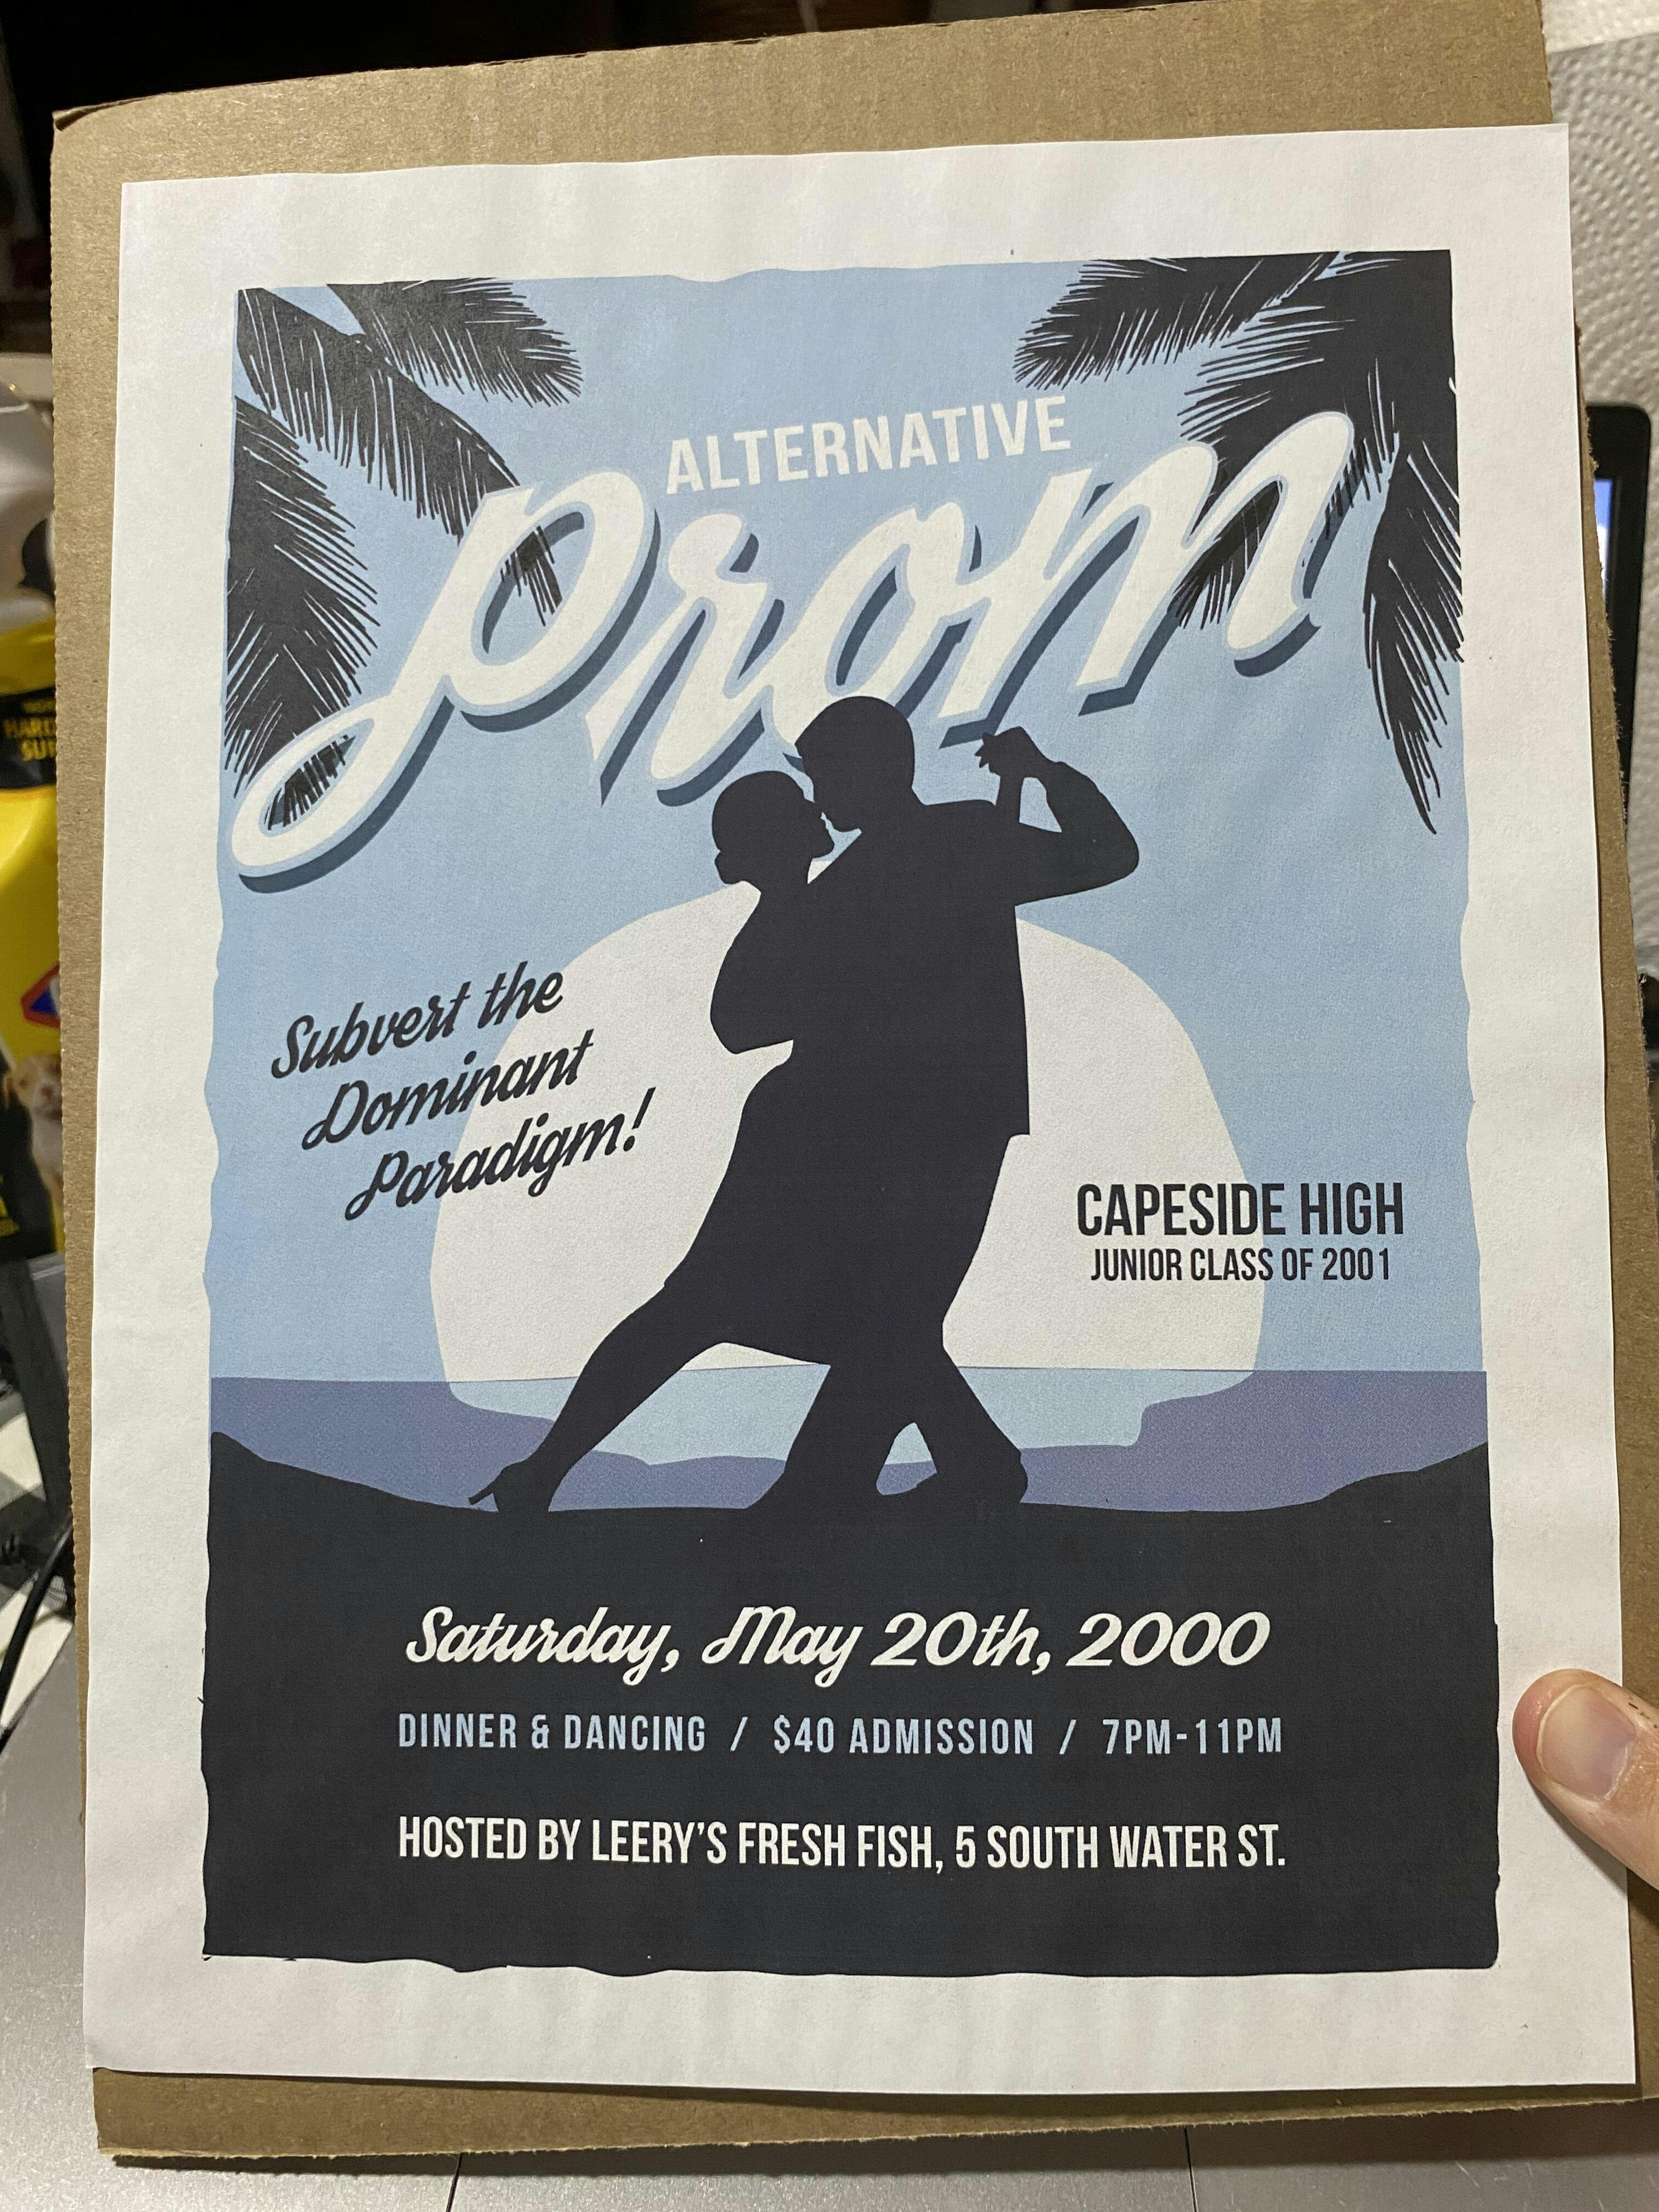 ALTERNATIVE
Prom
Subvert the
Dominant
Paradigm!
CAPESIDE HIGH
JUNIOR CLASS OF 2001
Saturday, May 20th, 2000
DINNER & DANCING / $40 ADMISSION / 7PM-11PM
HOSTED BY LEERY'S FRESH FISH, 5 SOUTH WATER ST.